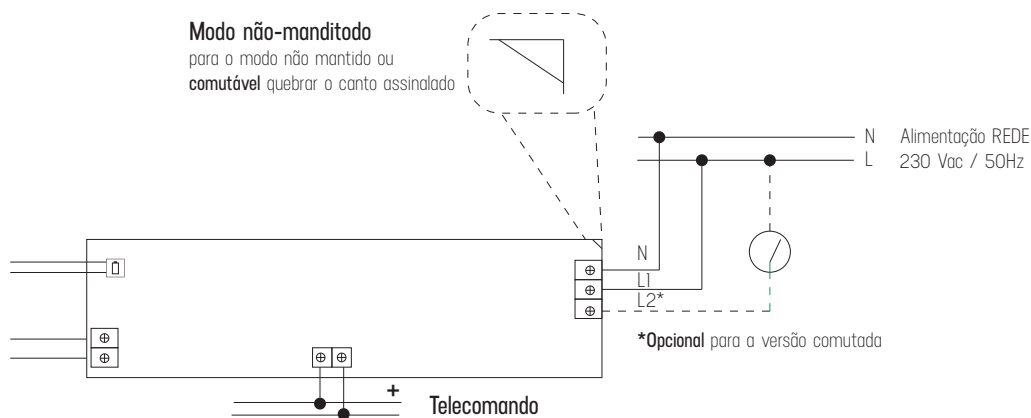 Modo não-manditodo
para o modo não mantido ou
comutável quebrar o canto assinalado
N Alimentação REDE
L 230 Vac / 50Hz
N
L1
L2*
*Opcional para a versão comutada
+
Telecomando